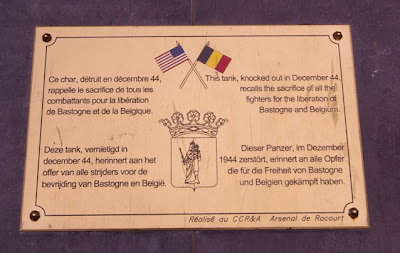 Ce char, détruit en décembre 44,
rappelle le sacrifice de tous les
combattants pour la libération
de Bastogne et de la Belgique.
This tank, knocked out in December 44,
recalls the sacrifice of all the
fighters for the liberation of
Bastogne and Belgium.
Deze tank, vernietigd in
december 44, herinnert aan het
offer van alle strijders voor de
bevrijding van Bastogne en België.
Dieser Panzer, im Dezember
1944 zerstört, erinnert an alle Opfer
die für die Freiheit von Bastogne
und Belgien gekämpft haben.
Réalisé au CCR&A Arsenal de Rocourt